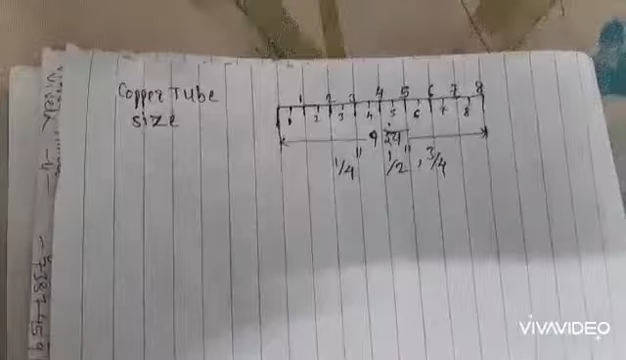 Copper Tube
size
1 2 3 4 5 6 7 8
1 2 3 4 5 6 7 8
1/4" 1/2", 3/4
VIVAVIDEO